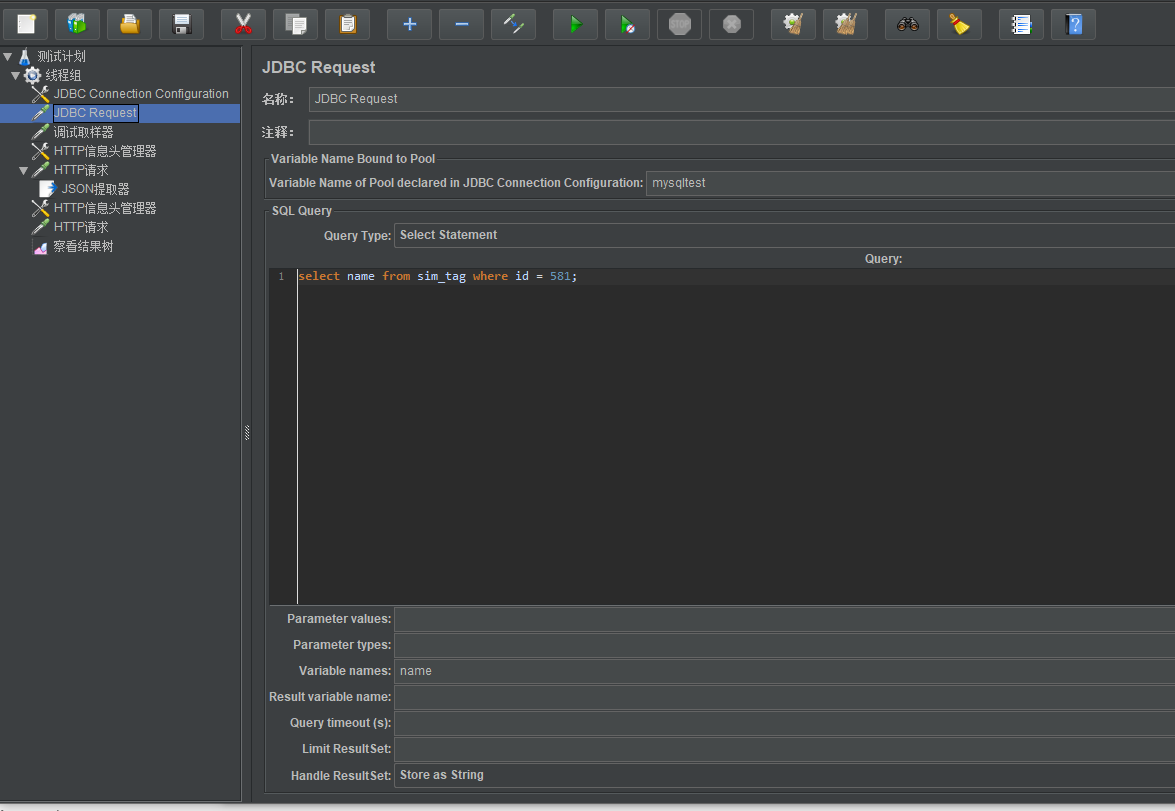 STOP
测试计划
线程组
JDBC Connection Configuration
JDBC Request
调试取样器
HTTP信息头管理器
HTTP请求
JSON提取器
HTTP信息头管理器
HTTP请求
察看结果树
JDBC Request
名称： JDBC Request
注释：
Variable Name Bound to Pool
Variable Name of Pool declared in JDBC Connection Configuration: mysqltest
SQL Query
Query Type: Select Statement
Query:
1 select name from sim_tag where id = 581;
Parameter values:
Parameter types:
Variable names: name
Result variable name:
Query timeout (s):
Limit ResultSet:
Handle ResultSet: Store as String